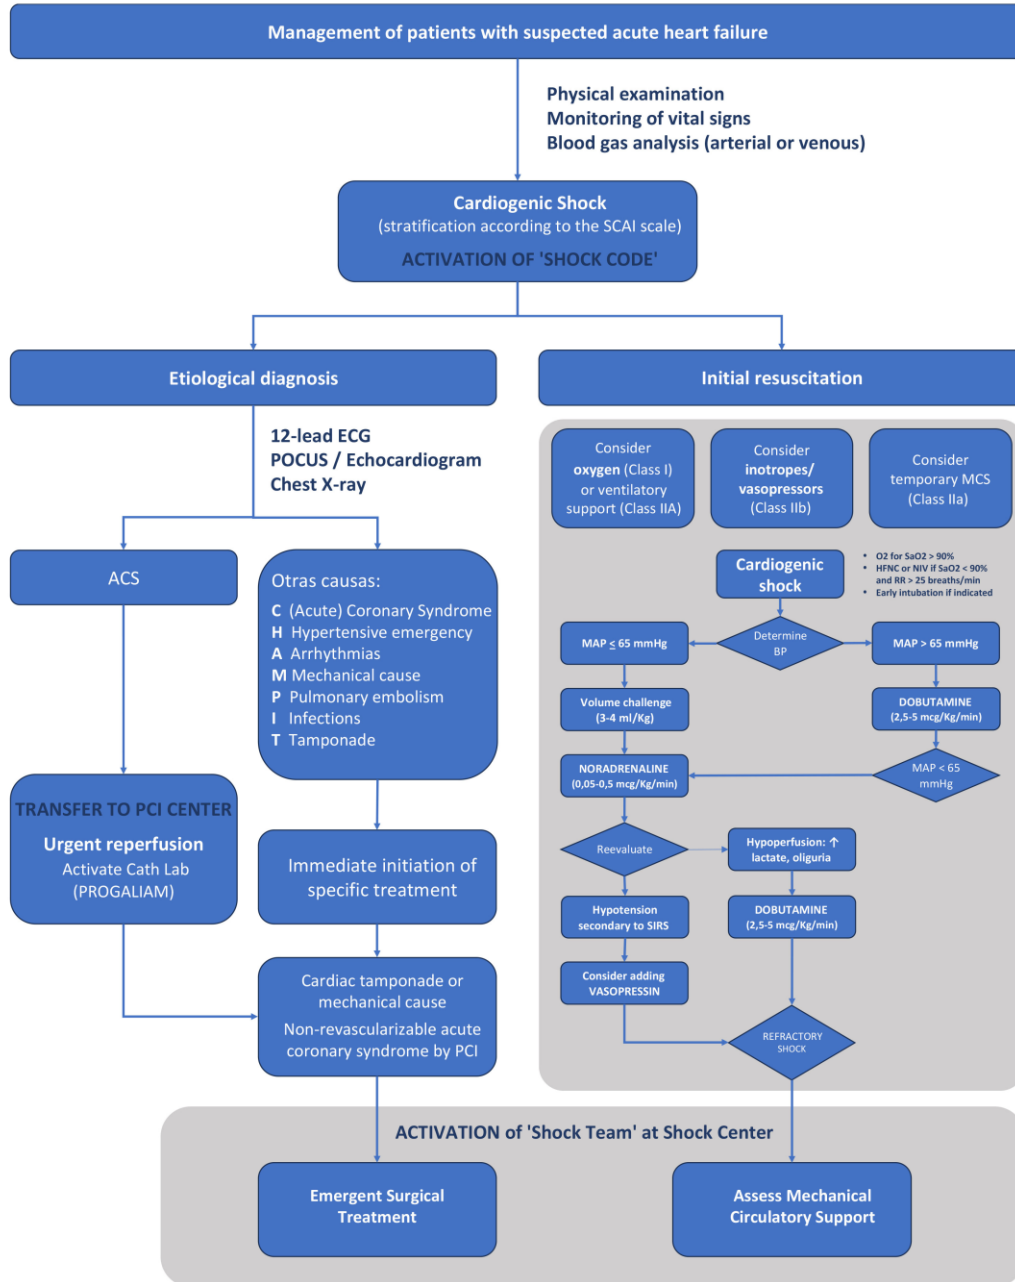 Management of patients with suspected acute heart failure
Physical examination
Monitoring of vital signs
Blood gas analysis (arterial or venous)
Cardiogenic Shock
(stratification according to the SCAI scale)
ACTIVATION OF 'SHOCK CODE'
Etiological diagnosis
12-lead ECG
POCUS / Echocardiogram
Chest X-ray
ACS
Otras causas:
C (Acute) Coronary Syndrome
H Hypertensive emergency
A Arrhythmias
M Mechanical cause
P Pulmonary embolism
I Infections
T Tamponade
TRANSFER TO PCI CENTER
Urgent reperfusion
Activate Cath Lab
(PROGALIAM)
Immediate initiation of
specific treatment
Cardiac tamponade or
mechanical cause
Non-revascularizable acute
coronary syndrome by PCI
Initial resuscitation
Consider
oxygen (Class I)
or ventilatory
support (Class IIA)
Consider
inotropes/
vasopressors
(Class IIb)
Consider
temporary MCS
(Class IIa)
Cardiogenic
shock
• O2 for SaO2 > 90%
• HFNC or NIV if SaO2 < 90%
and RR > 25 breaths/min
• Early intubation if indicated
Determine
BP
MAP ≤ 65 mmHg
MAP > 65 mmHg
Volume challenge
(3-4 ml/Kg)
DOBUTAMINE
(2,5-5 mcg/Kg/min)
NORADRENALINE
(0,05-0,5 mcg/Kg/min)
MAP < 65
mmHg
Reevaluate
Hypoperfusion: ↑
lactate, oliguria
Hypotension
secondary to SIRS
DOBUTAMINE
(2,5-5 mcg/Kg/min)
Consider adding
VASOPRESSIN
REFRACTORY
SHOCK
ACTIVATION of 'Shock Team' at Shock Center
Emergent Surgical
Treatment
Assess Mechanical
Circulatory Support